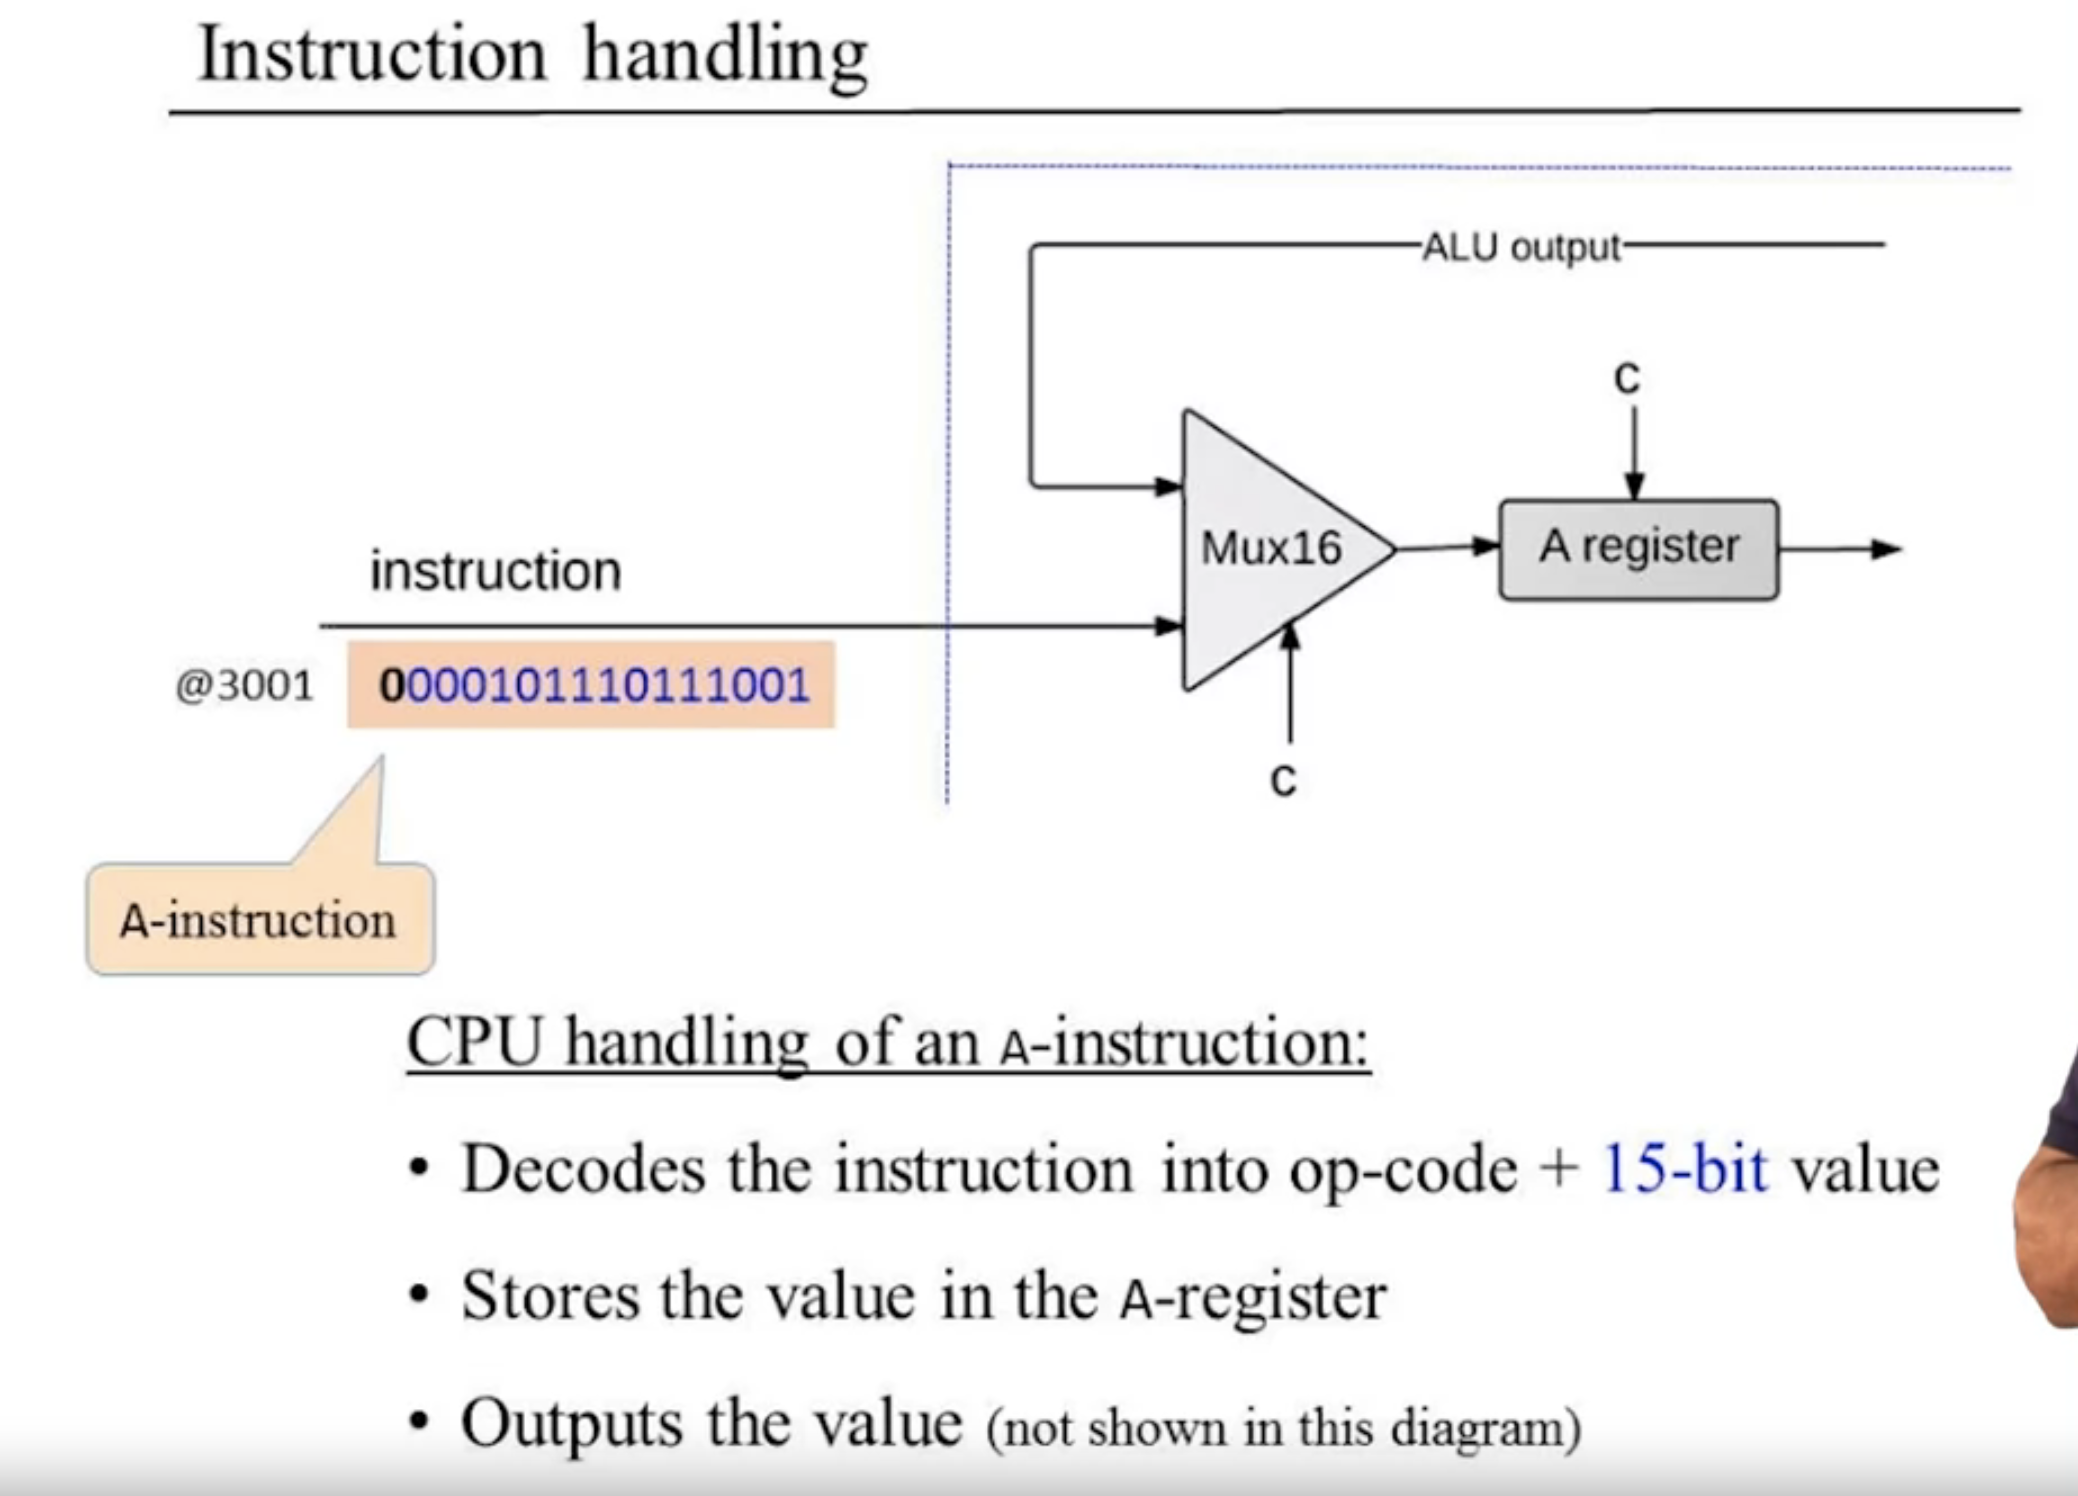 Instruction handling
ALU output
C
Mux16
A register
instruction
@3001 0000101110111001
C
A-instruction
CPU handling of an A-instruction:
• Decodes the instruction into op-code + 15-bit value
• Stores the value in the A-register
• Outputs the value (not shown in this diagram)